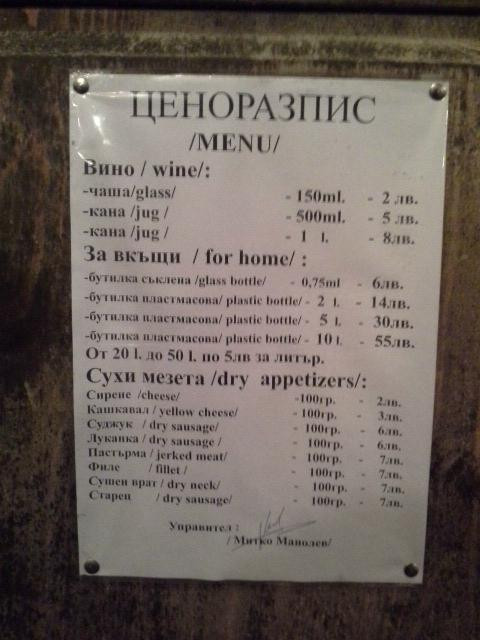 ЦЕНОРАЗПИС
/MENU/
Вино / wine/:
-чаша/glass/ - 150ml. - 2 лв.
-кана /jug / - 500ml. - 5 лв.
-кана /jug / - 1 l. - 8лв.
За вкъщи / for home/ :
-бутилка съклена /glass bottle/ - 0,75ml - 6лв.
-бутилка пластмасова/ plastic bottle/ - 2 l. - 14лв.
-бутилка пластмасова/ plastic bottle/ - 5 l. - 30лв.
-бутилка пластмасова/ plastic bottle/ - 10 l. - 55лв.
От 20 l. до 50 l. по 5лв за литър.
Сухи мезета /dry appetizers/:
Сирене /cheese/ -100гр. - 2лв.
Кашкавал / yellow cheese/ - 100гр. - 3лв.
Суджук / dry sausage/ - 100гр. - 6лв.
Луканка / dry sausage / - 100гр. - 6лв.
Пастърма / jerked meat/ - 100гр. - 7лв.
Филе / fillet / - 100гр. - 7лв.
Сушен врат / dry neck/ - 100гр. - 7лв.
Старец / dry sausage/ - 100гр. - 7лв.
Управител :
/ Митко Манолев/